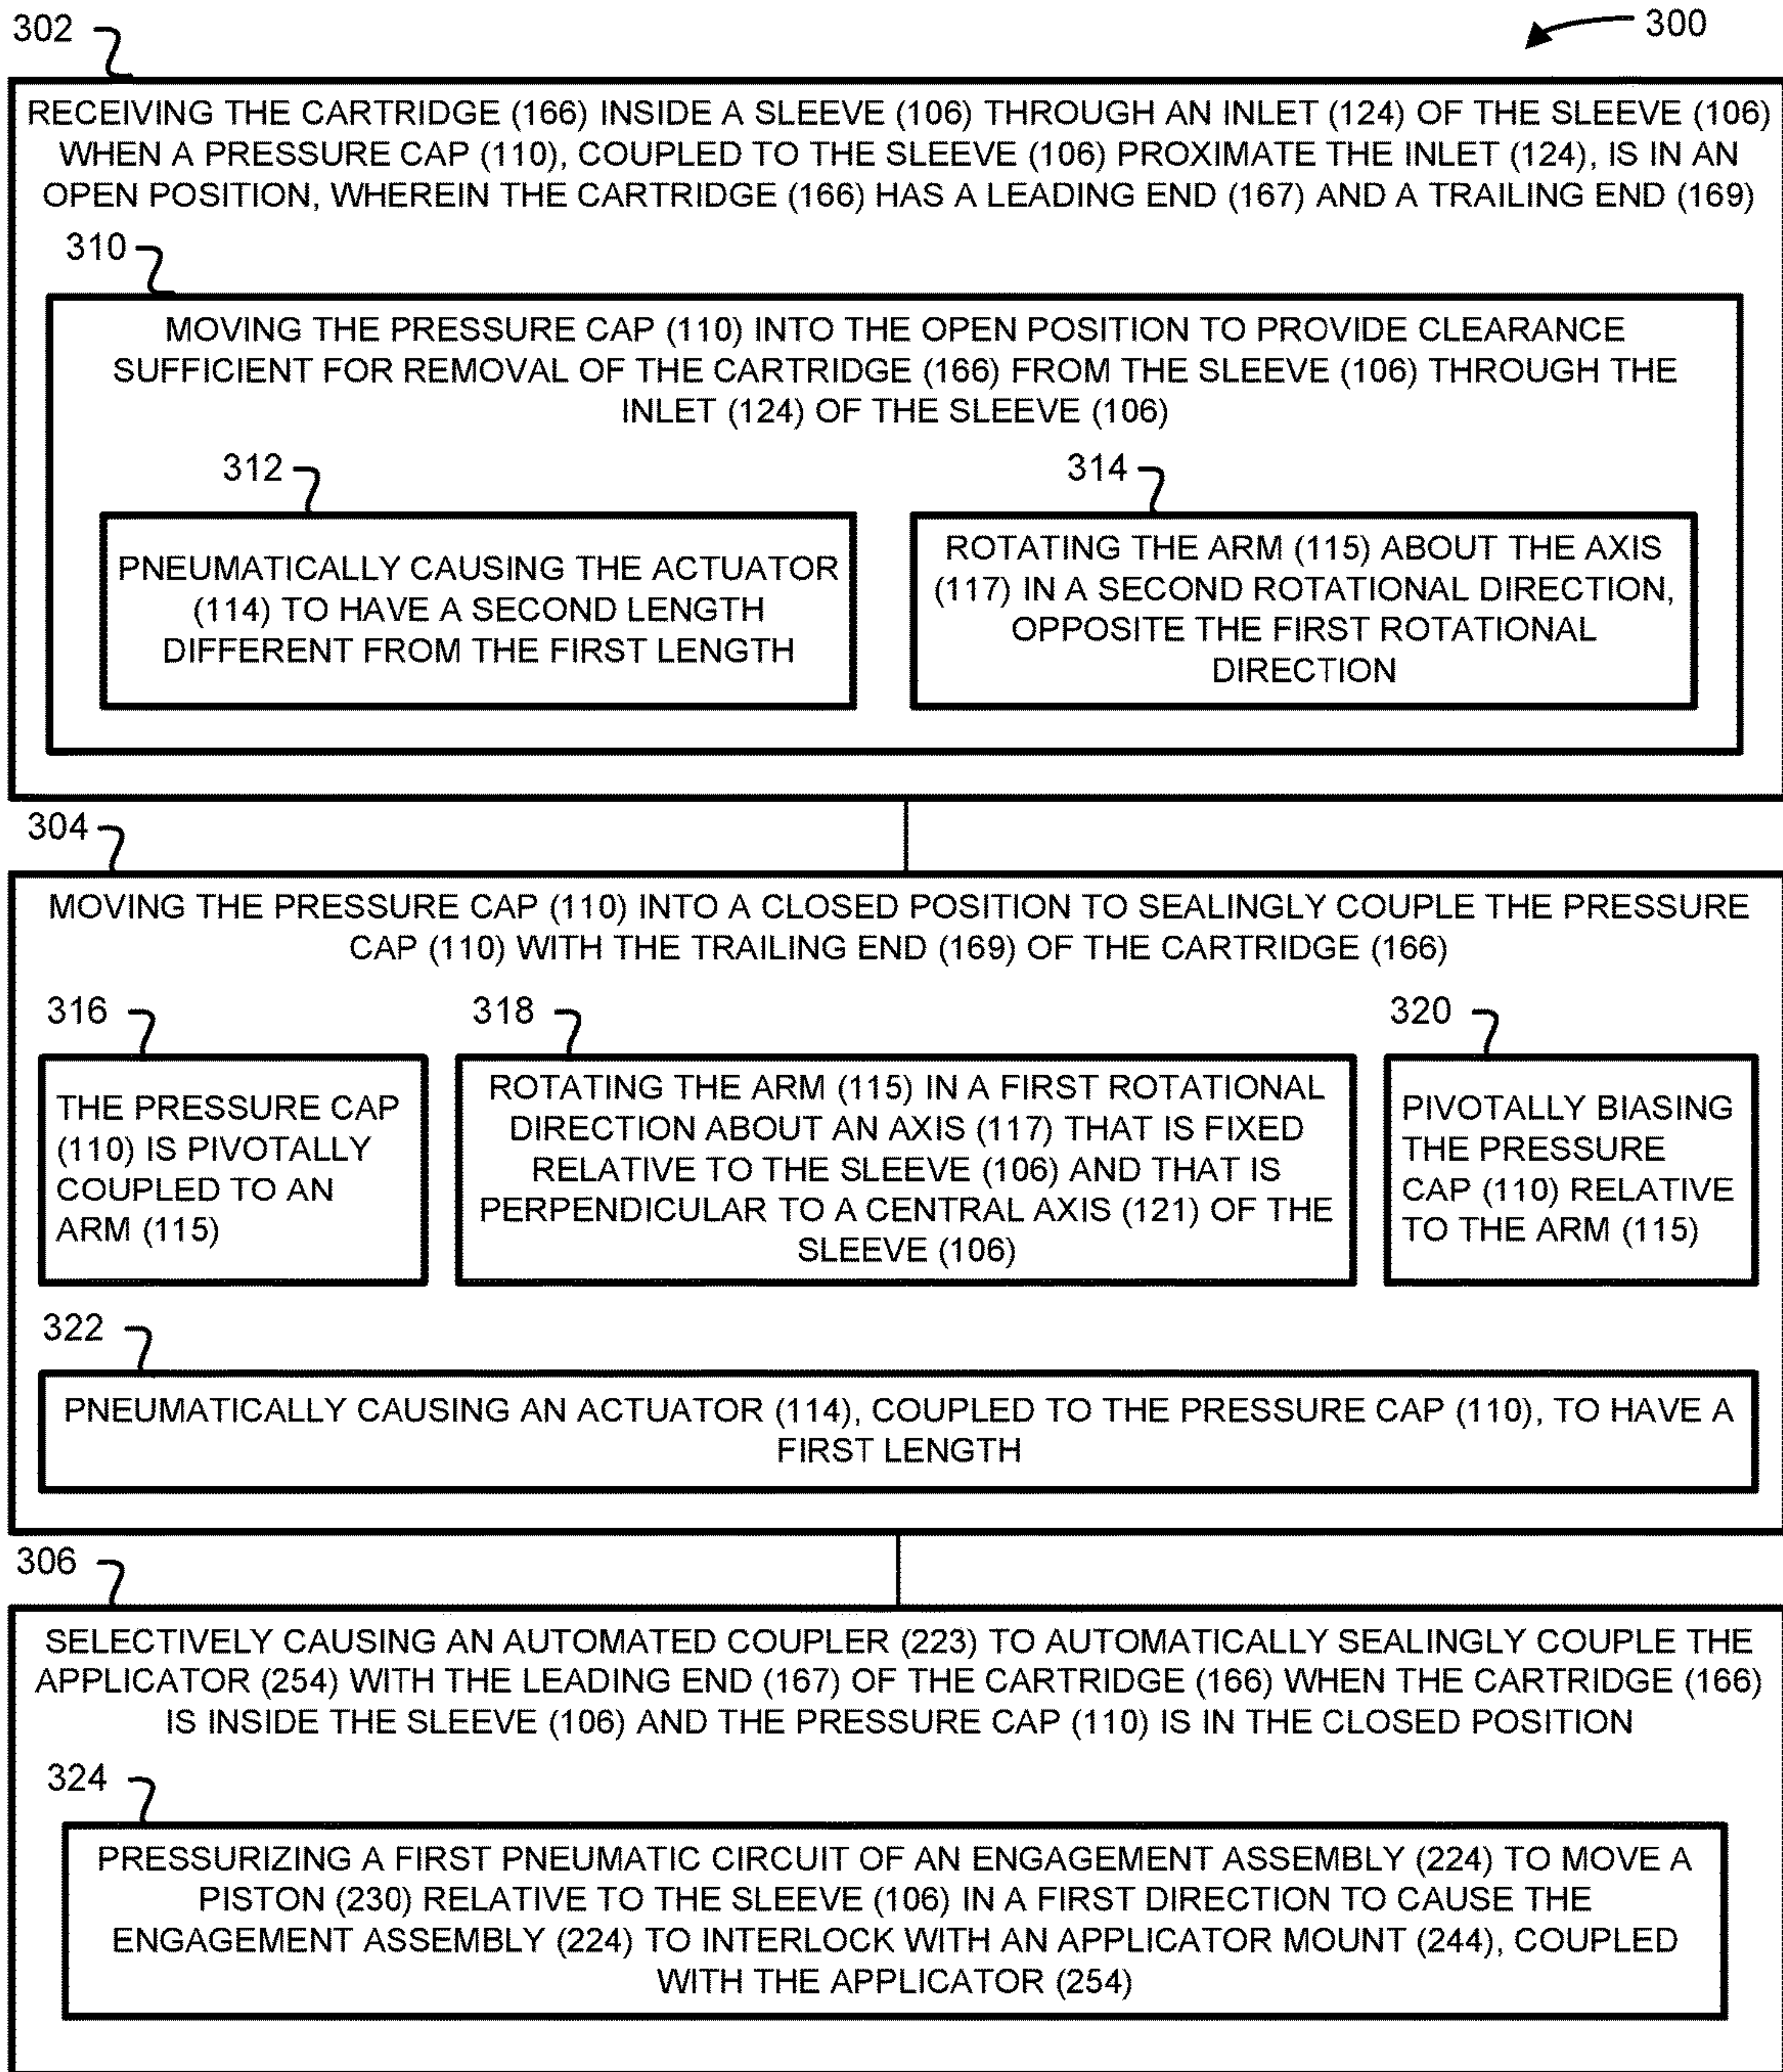 302
300
RECEIVING THE CARTRIDGE (166) INSIDE A SLEEVE (106) THROUGH AN INLET (124) OF THE SLEEVE (106)
WHEN A PRESSURE CAP (110), COUPLED TO THE SLEEVE (106) PROXIMATE THE INLET (124), IS IN AN
OPEN POSITION, WHEREIN THE CARTRIDGE (166) HAS A LEADING END (167) AND A TRAILING END (169)
310
MOVING THE PRESSURE CAP (110) INTO THE OPEN POSITION TO PROVIDE CLEARANCE
SUFFICIENT FOR REMOVAL OF THE CARTRIDGE (166) FROM THE SLEEVE (106) THROUGH THE
INLET (124) OF THE SLEEVE (106)
312
PNEUMATICALLY CAUSING THE ACTUATOR
(114) TO HAVE A SECOND LENGTH
DIFFERENT FROM THE FIRST LENGTH
314
ROTATING THE ARM (115) ABOUT THE AXIS
(117) IN A SECOND ROTATIONAL DIRECTION,
OPPOSITE THE FIRST ROTATIONAL
DIRECTION
304
MOVING THE PRESSURE CAP (110) INTO A CLOSED POSITION TO SEALINGLY COUPLE THE PRESSURE
CAP (110) WITH THE TRAILING END (169) OF THE CARTRIDGE (166)
316
THE PRESSURE CAP
(110) IS PIVOTALLY
COUPLED TO AN
ARM (115)
318
ROTATING THE ARM (115) IN A FIRST ROTATIONAL
DIRECTION ABOUT AN AXIS (117) THAT IS FIXED
RELATIVE TO THE SLEEVE (106) AND THAT IS
PERPENDICULAR TO A CENTRAL AXIS (121) OF THE
SLEEVE (106)
320
PIVOTALLY BIASING
THE PRESSURE
CAP (110) RELATIVE
TO THE ARM (115)
322
PNEUMATICALLY CAUSING AN ACTUATOR (114), COUPLED TO THE PRESSURE CAP (110), TO HAVE A
FIRST LENGTH
306
SELECTIVELY CAUSING AN AUTOMATED COUPLER (223) TO AUTOMATICALLY SEALINGLY COUPLE THE
APPLICATOR (254) WITH THE LEADING END (167) OF THE CARTRIDGE (166) WHEN THE CARTRIDGE (166)
IS INSIDE THE SLEEVE (106) AND THE PRESSURE CAP (110) IS IN THE CLOSED POSITION
324
PRESSURIZING A FIRST PNEUMATIC CIRCUIT OF AN ENGAGEMENT ASSEMBLY (224) TO MOVE A
PISTON (230) RELATIVE TO THE SLEEVE (106) IN A FIRST DIRECTION TO CAUSE THE
ENGAGEMENT ASSEMBLY (224) TO INTERLOCK WITH AN APPLICATOR MOUNT (244), COUPLED
WITH THE APPLICATOR (254)